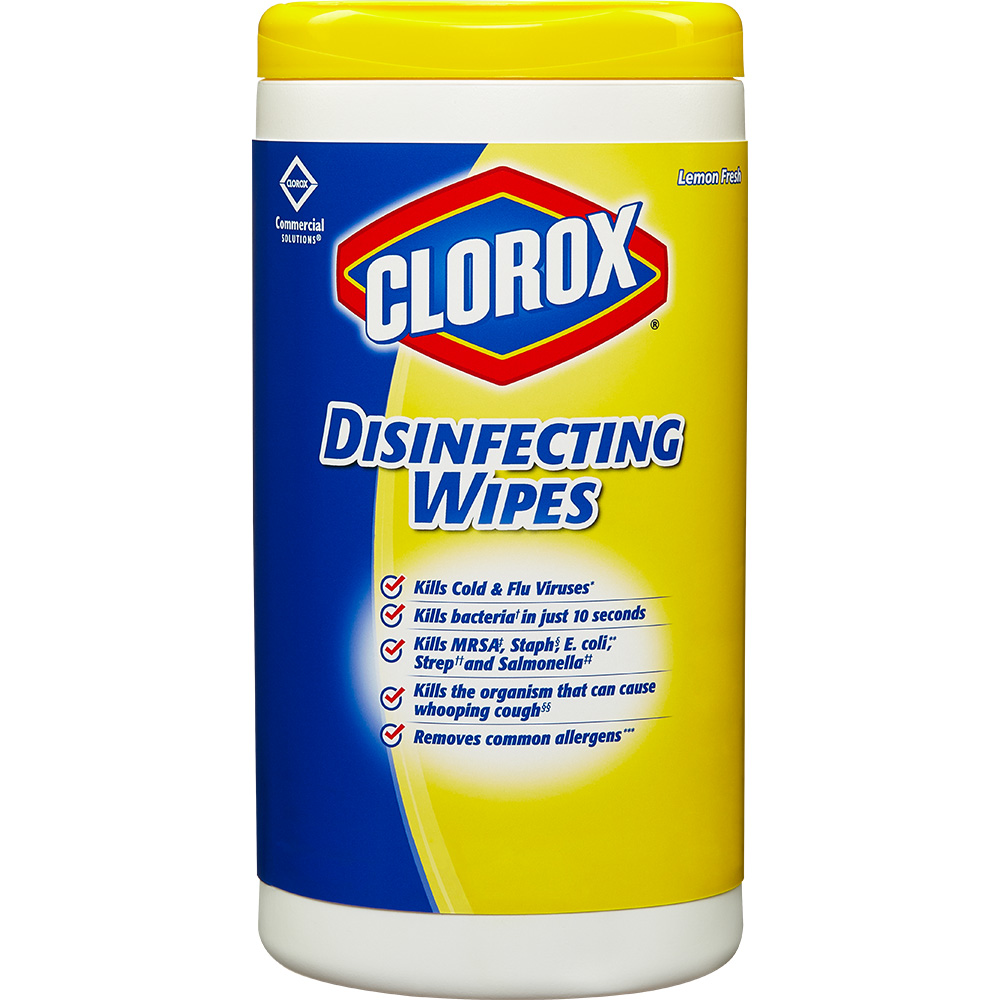 CLOROX
Commercial
SOLUTIONS®
Lemon Fresh
CLOROX
®
DISINFECTING
WIPES
Kills Cold & Flu Viruses*
Kills bacteria† in just 10 seconds
Kills MRSA‡, Staph§, E. coli,**
Strep†† and Salmonella‡‡
Kills the organism that can cause
whooping cough§§
Removes common allergens***